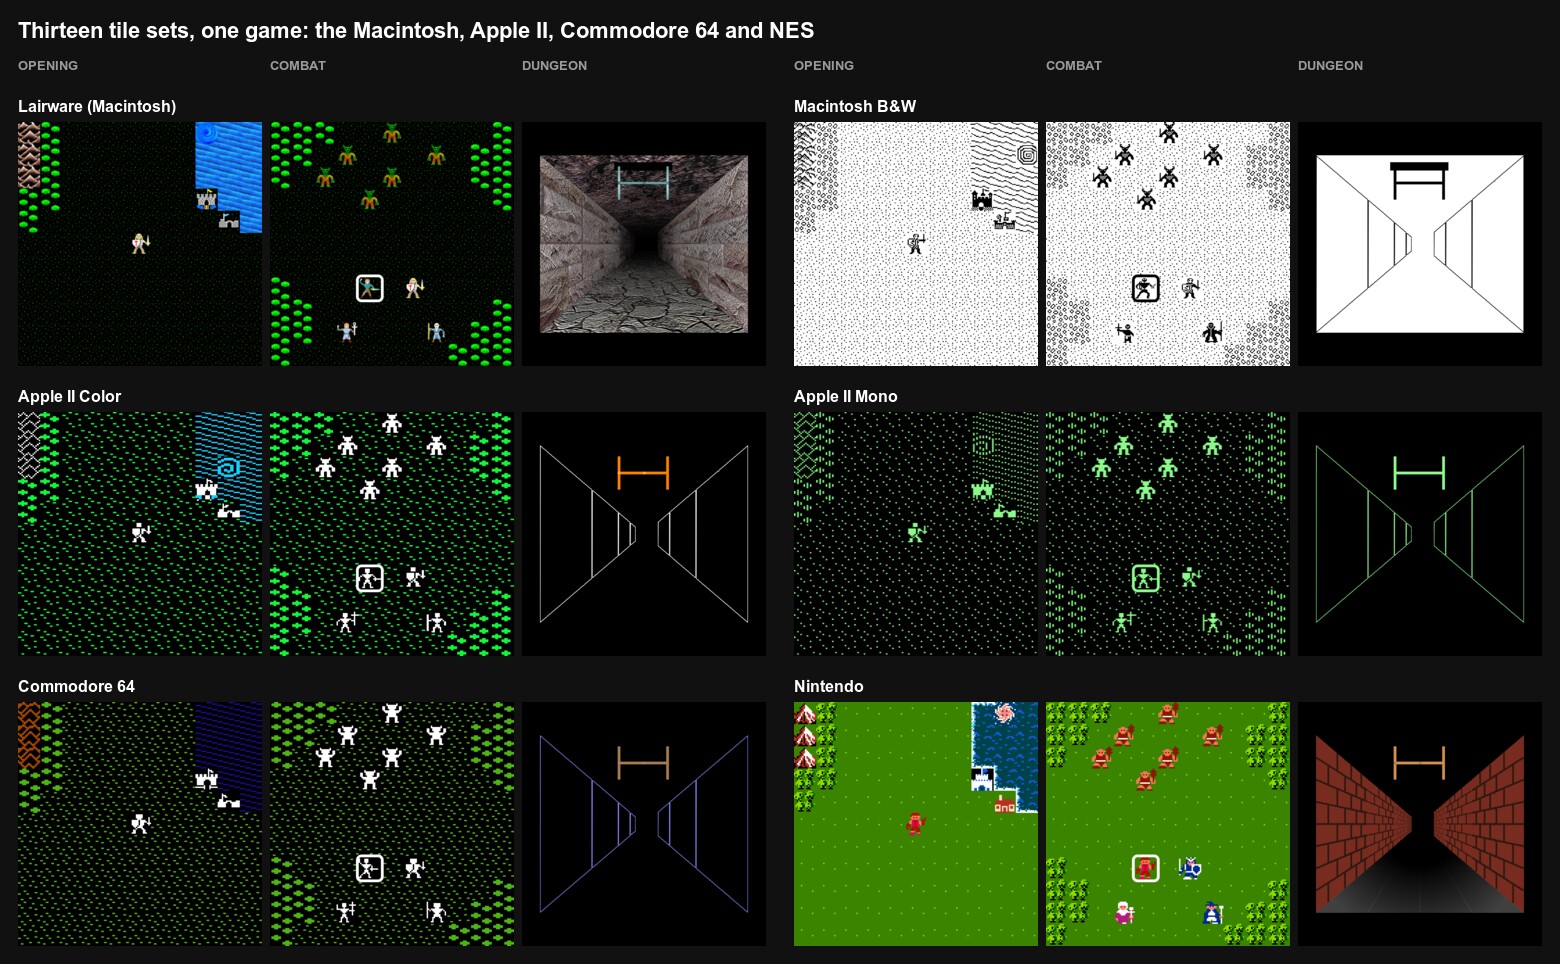 Thirteen tile sets, one game: the Macintosh, Apple II, Commodore 64 and NES
OPENING COMBAT DUNGEON OPENING COMBAT DUNGEON
Lairware (Macintosh) Macintosh B&W
Apple II Color Apple II Mono
Commodore 64 Nintendo